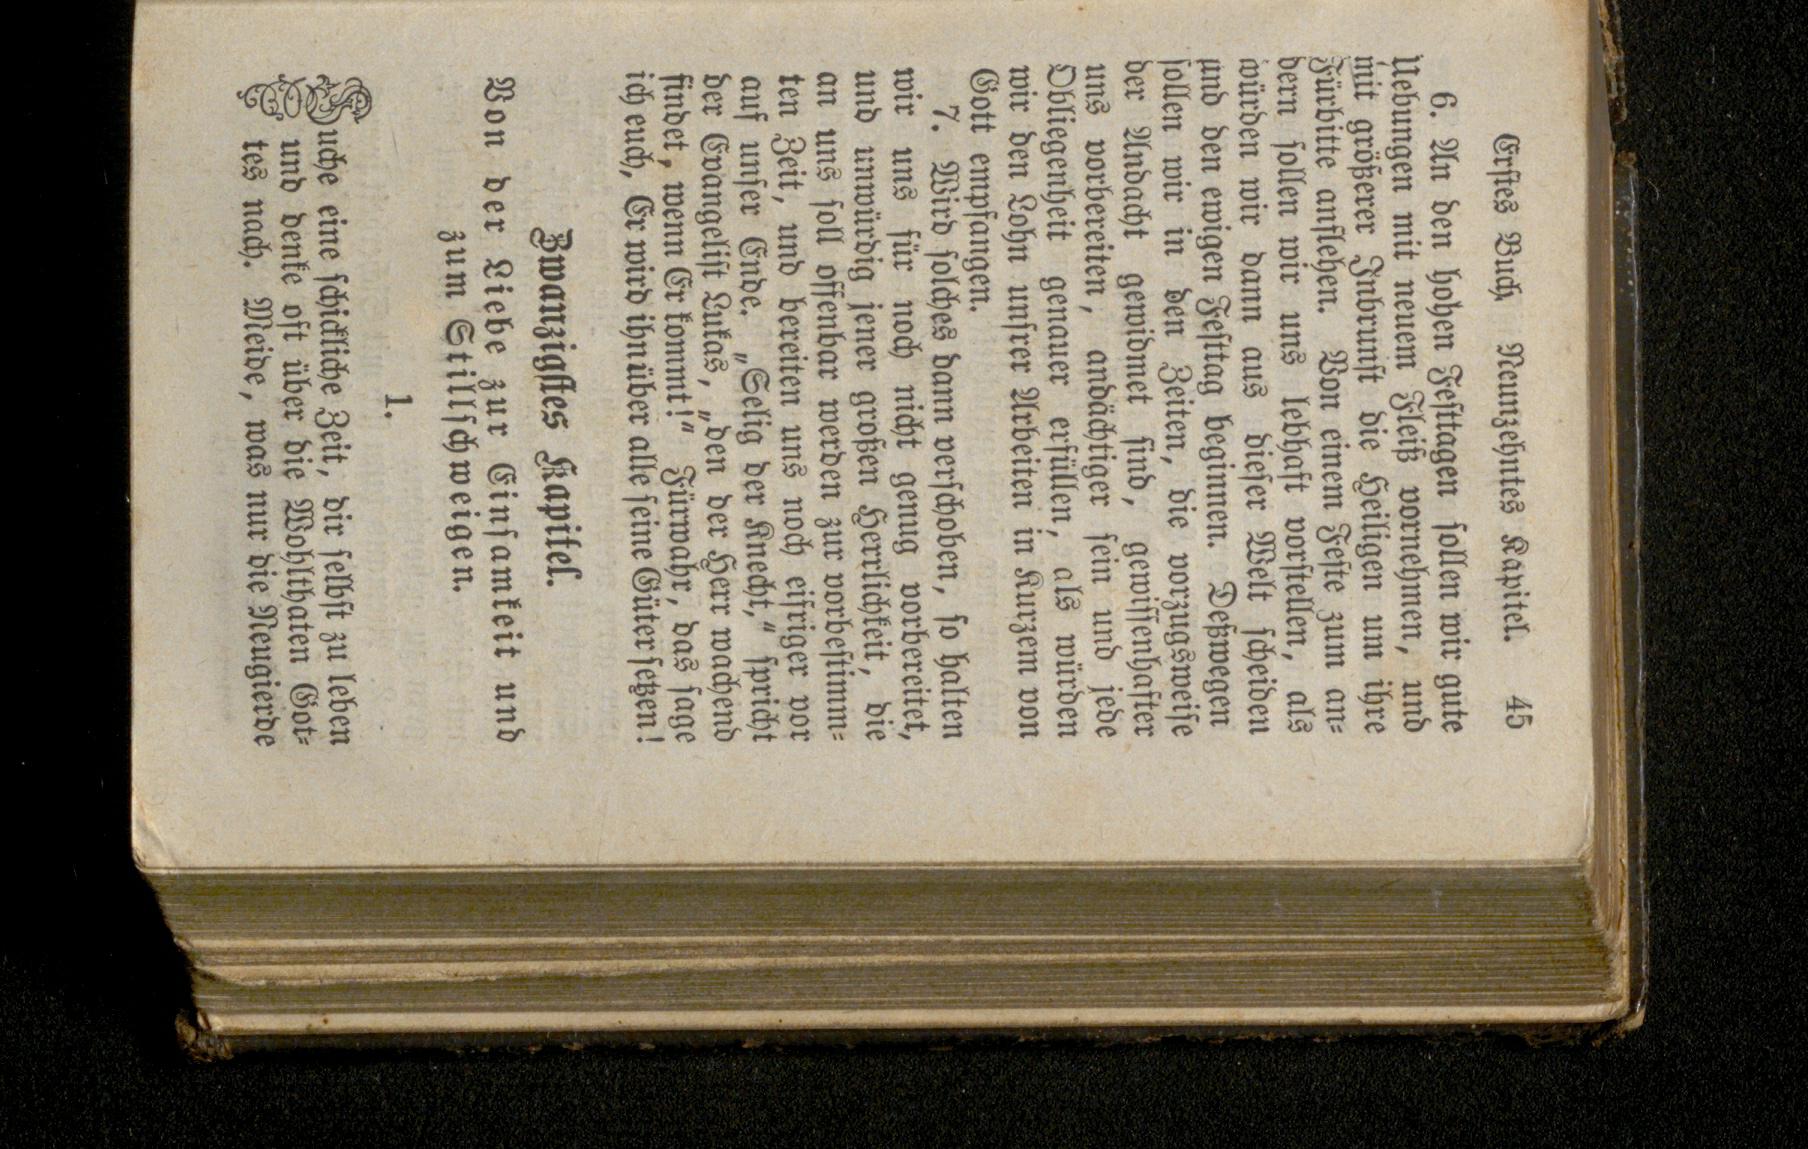 Erſtes Buch Neunzehntes Kapitel. 45
6. An den hohen Feſttagen ſollen wir gute
Uebungen mit neuem Fleiß vornehmen, und
mit größerer Inbrunſt die Heiligen um ihre
Fürbitte anflehen. Von einem Feſte zum an⸗
dern ſollen wir uns lebhaft vorſtellen, als
würden wir dann aus dieſer Welt ſcheiden
und den ewigen Feſttag beginnen. Deßwegen
ſollen wir in den Zeiten, die vorzugsweiſe
der Andacht gewidmet ſind, gewiſſenhafter
uns vorbereiten, andächtiger ſein und jede
Obliegenheit genauer erfüllen, als würden
wir den Lohn unſrer Arbeiten in Kurzem von
Gott empfangen.
7. Wird ſolches dann verſchoben, ſo halten
wir uns für noch nicht genug vorbereitet,
und unwürdig jener großen Herrlichkeit, die
an uns ſoll offenbar werden zur vorbeſtimm⸗
ten Zeit, und bereiten uns noch eifriger vor
auf unſer Ende. „Selig der Knecht,“ ſpricht
der Evangeliſt Lukas, „den der Herr wachend
findet, wenn Er kommt!“ Fürwahr, das ſage
ich euch, Er wird ihn über alle ſeine Güter ſetzen!
Zwanzigſtes Kapitel.
Von der Liebe zur Einſamkeit und
zum Stillſchweigen.
1.
Suche eine ſchickliche Zeit, dir ſelbſt zu leben
und denke oft über die Wohlthaten Got⸗
tes nach. Meide, was nur die Neugierde